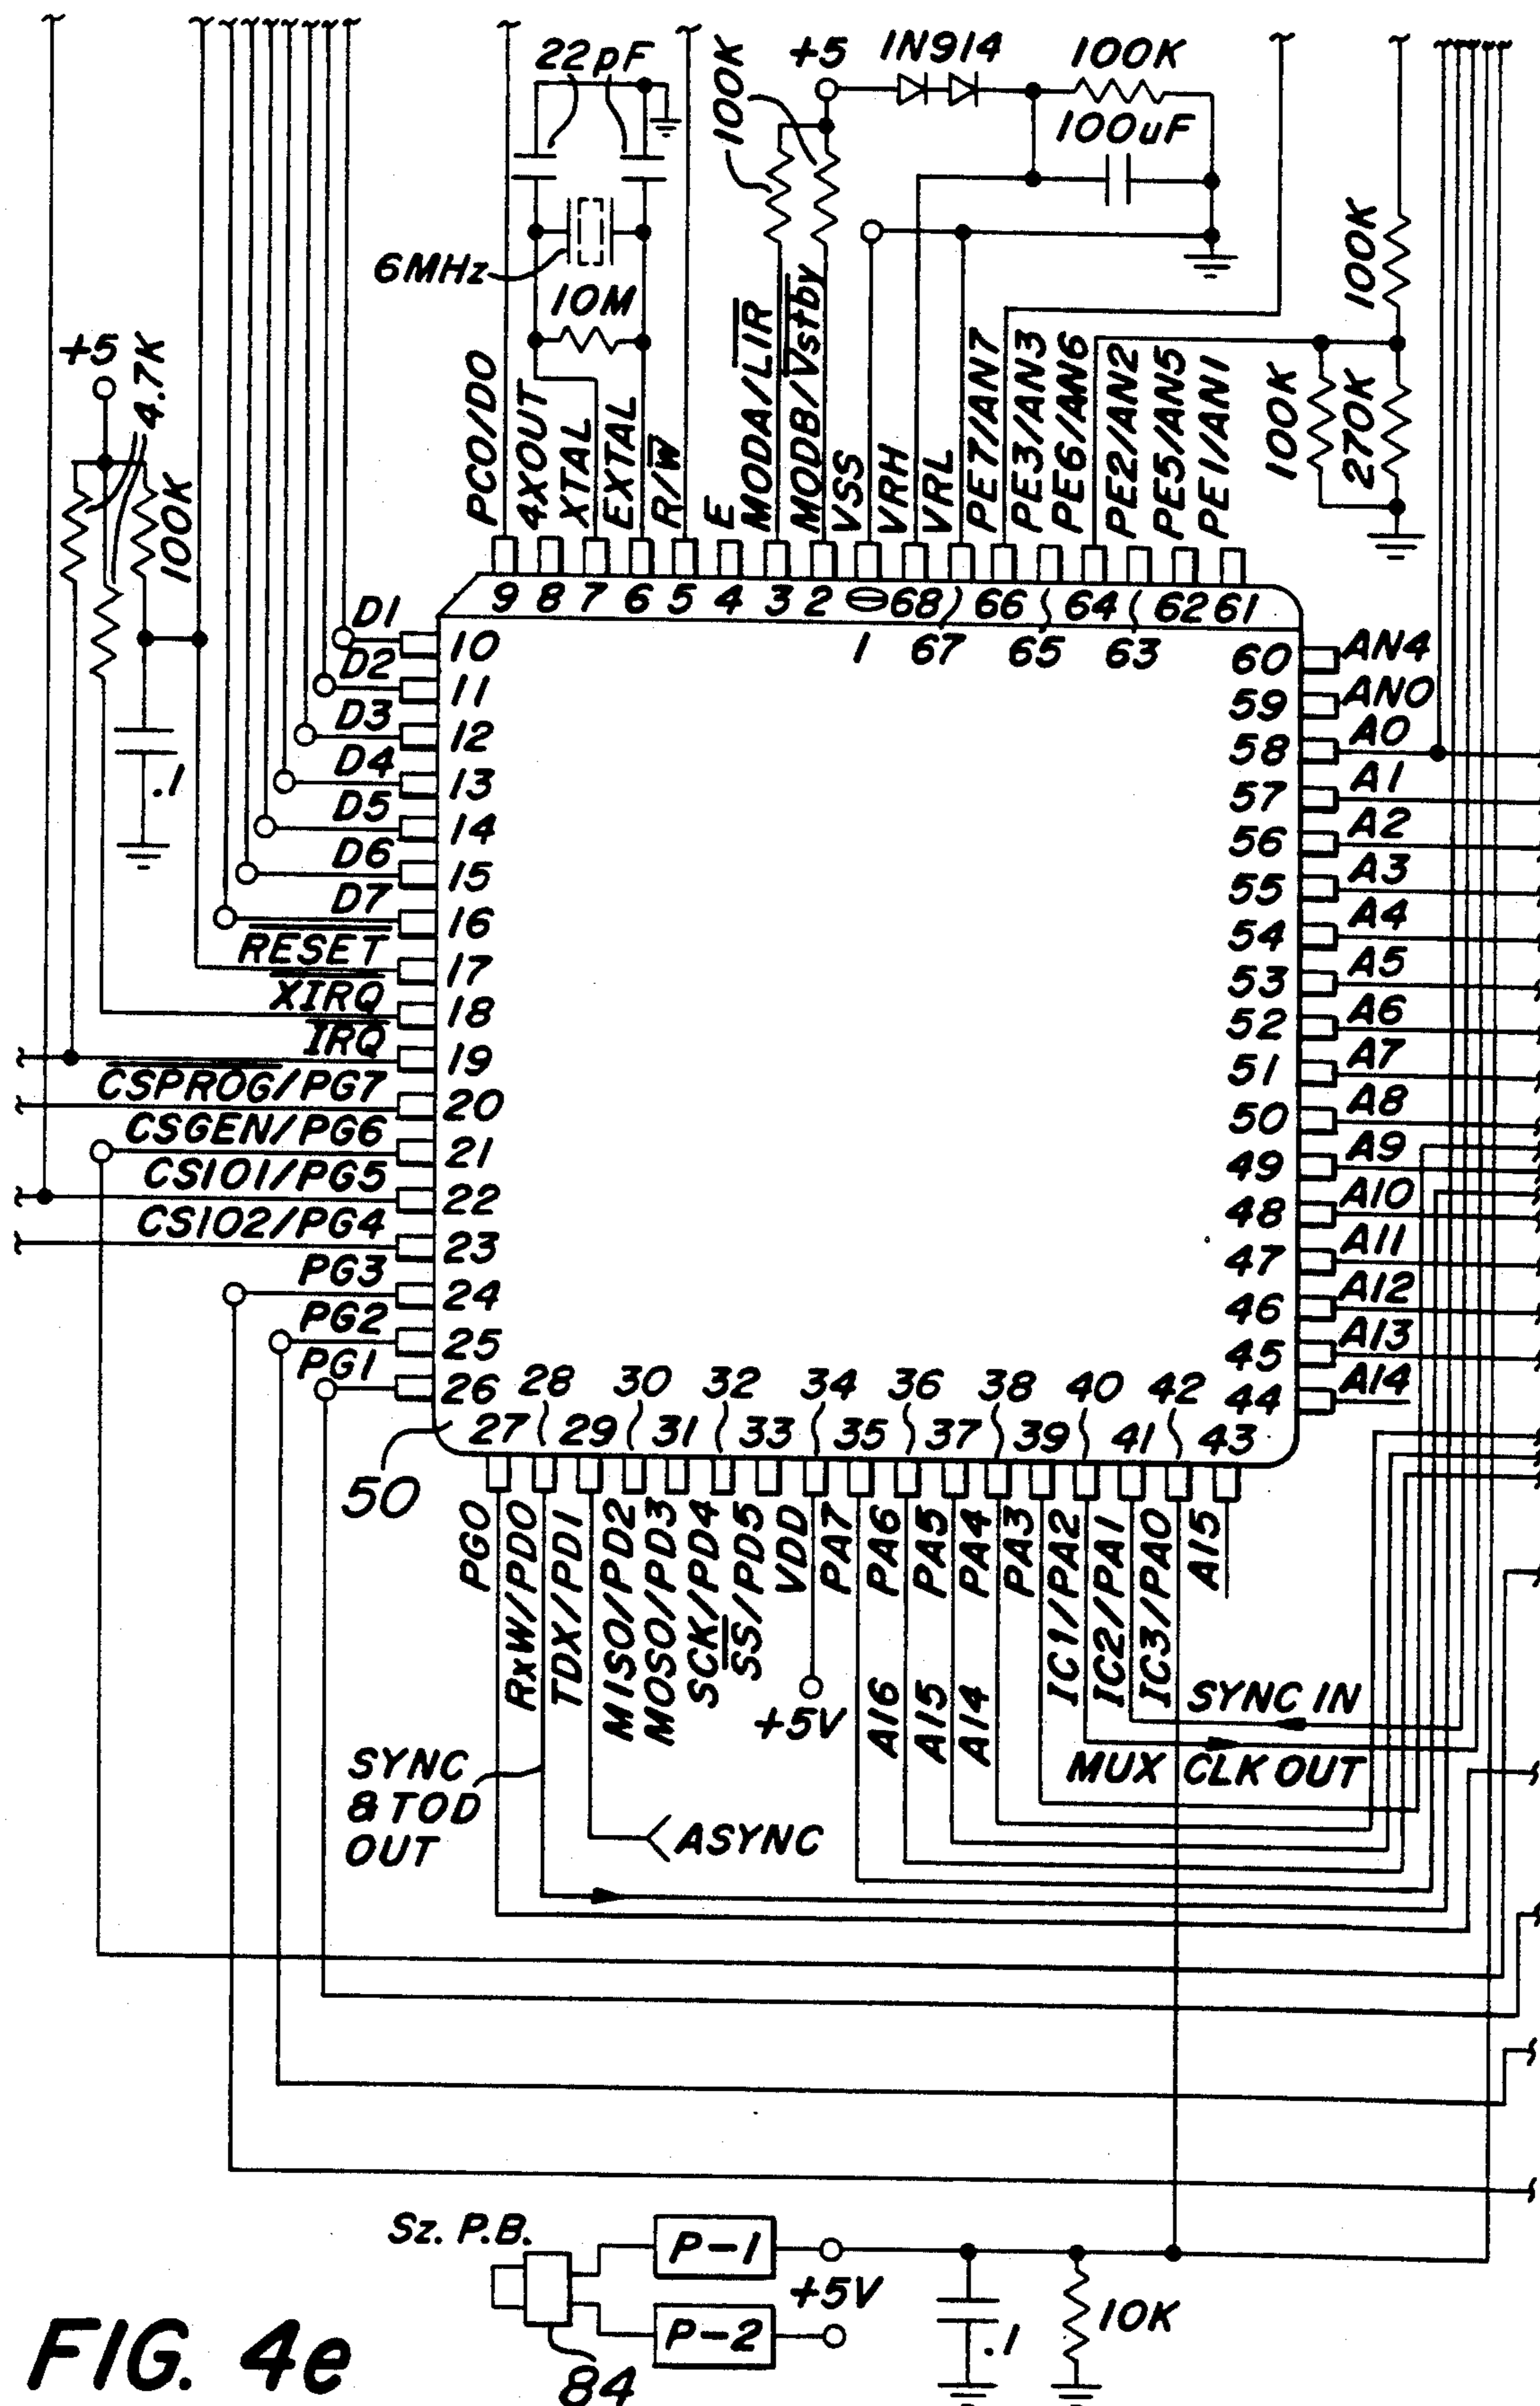 22pF
100K
+5
1N914
100K
100uF
6MHz
10M
100K
+5
4.7K
100K
.1
100K
270K
PC0/D0
4XOUT
XTAL
EXTAL
R/W̅
E
MODA/L̅I̅R̅
MODB/V̅s̅t̅b̅y̅
VSS
VRH
VRL
PE7/AN7
PE3/AN3
PE6/AN6
PE2/AN2
PE5/AN5
PE1/AN1
9 8 7 6 5 4 3 2 68 66 64 62 61
1 67 65 63
D1 10
D2 11
D3 12
D4 13
D5 14
D6 15
D7 16
R̅E̅S̅E̅T̅ 17
X̅I̅R̅Q̅ 18
I̅R̅Q̅ 19
C̅S̅P̅R̅O̅G̅/PG7 20
CSGEN/PG6 21
CSIO1/PG5 22
CSIO2/PG4 23
PG3 24
PG2 25
PG1 26
60 AN4
59 AN0
58 A0
57 A1
56 A2
55 A3
54 A4
53 A5
52 A6
51 A7
50 A8
49 A9
48 A10
47 A11
46 A12
45 A13
44 A14
28 30 32 34 36 38 40 42
27 29 31 33 35 37 39 41 43
50
PG0
RxW/PD0
TDX/PD1
MISO/PD2
MOSO/PD3
SCK/PD4
S̅S̅/PD5
VDD
PA7
PA6
PA5
PA4
PA3
IC1/PA2
IC2/PA1
IC3/PA0
A15
+5V
A16
A15
A14
SYNC IN
MUX CLK OUT
SYNC
& TOD
OUT
ASYNC
Sz. P.B.
P-1
+5V
P-2
84
.1
10K
FIG. 4e